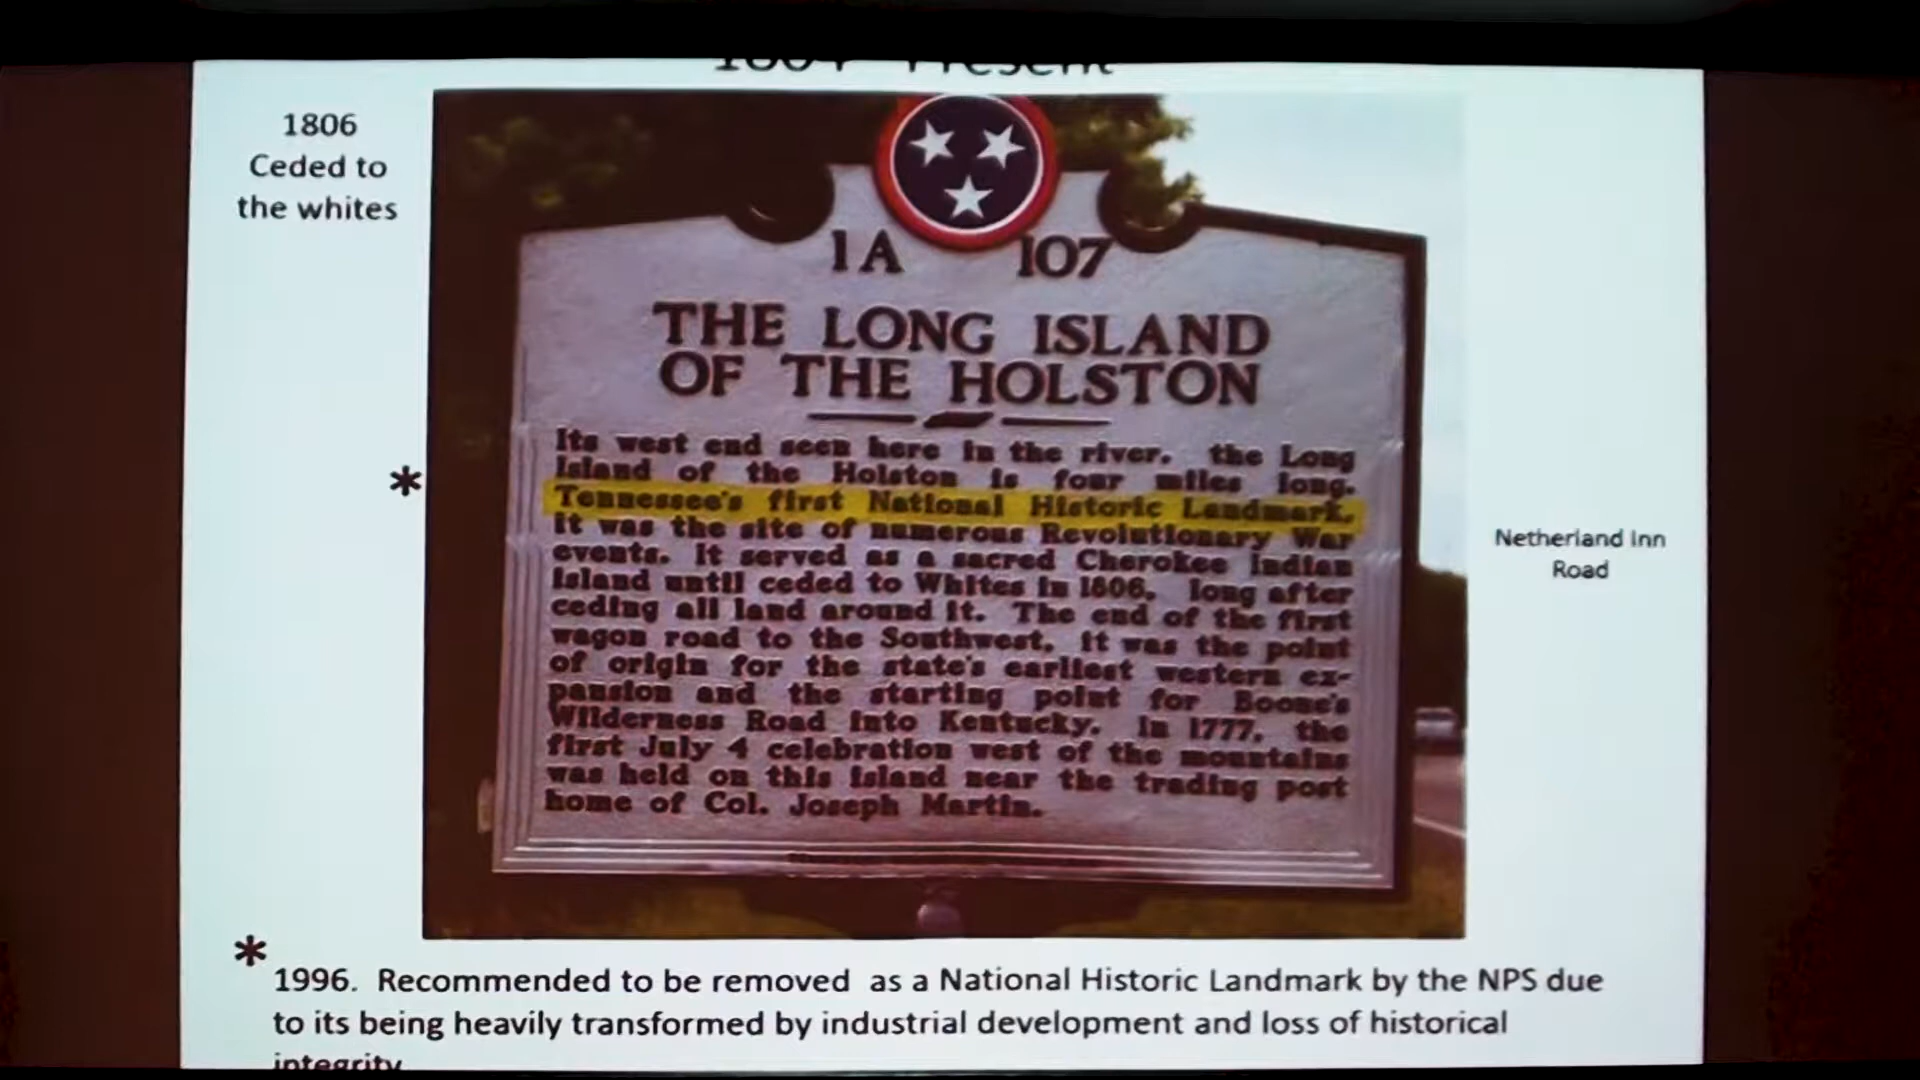 Present
1806
Ceded to
the whites
1A 107
THE LONG ISLAND
OF THE HOLSTON
Its west end seen here in the river, the Long
Island of the Holston is four miles long.
*
Tennessee's first National Historic Landmark,
it was the site of numerous Revolutionary War
events. It served as a sacred Cherokee Indian
Island until ceded to Whites in 1806, long after
ceding all land around it. The end of the first
wagon road to the Southwest, it was the point
of origin for the state's earliest western ex-
pansion and the starting point for Boone's
Wilderness Road into Kentucky. In 1777, the
first July 4 celebration west of the mountains
was held on this island near the trading post
home of Col. Joseph Martin.
Netherland Inn
Road
*
1996. Recommended to be removed as a National Historic Landmark by the NPS due
to its being heavily transformed by industrial development and loss of historical
integrity